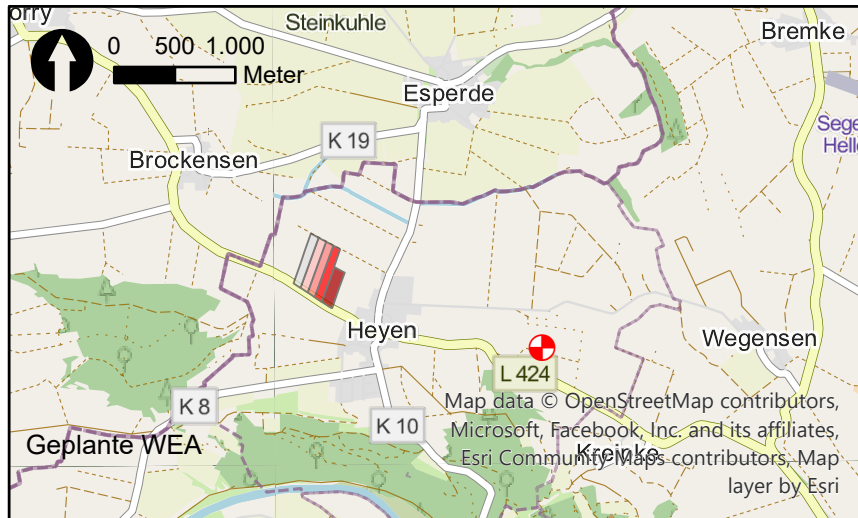 orry
Steinkuhle
Bremke
0 500 1.000
Meter
Esperde
Sege
Helle
K 19
Brockensen
Heyen
Wegensen
L 424
K 8
K 10
Map data © OpenStreetMap contributors,
Microsoft, Facebook, Inc. and its affiliates,
Esri Community Maps contributors, Map
layer by Esri
Kreipke
Geplante WEA